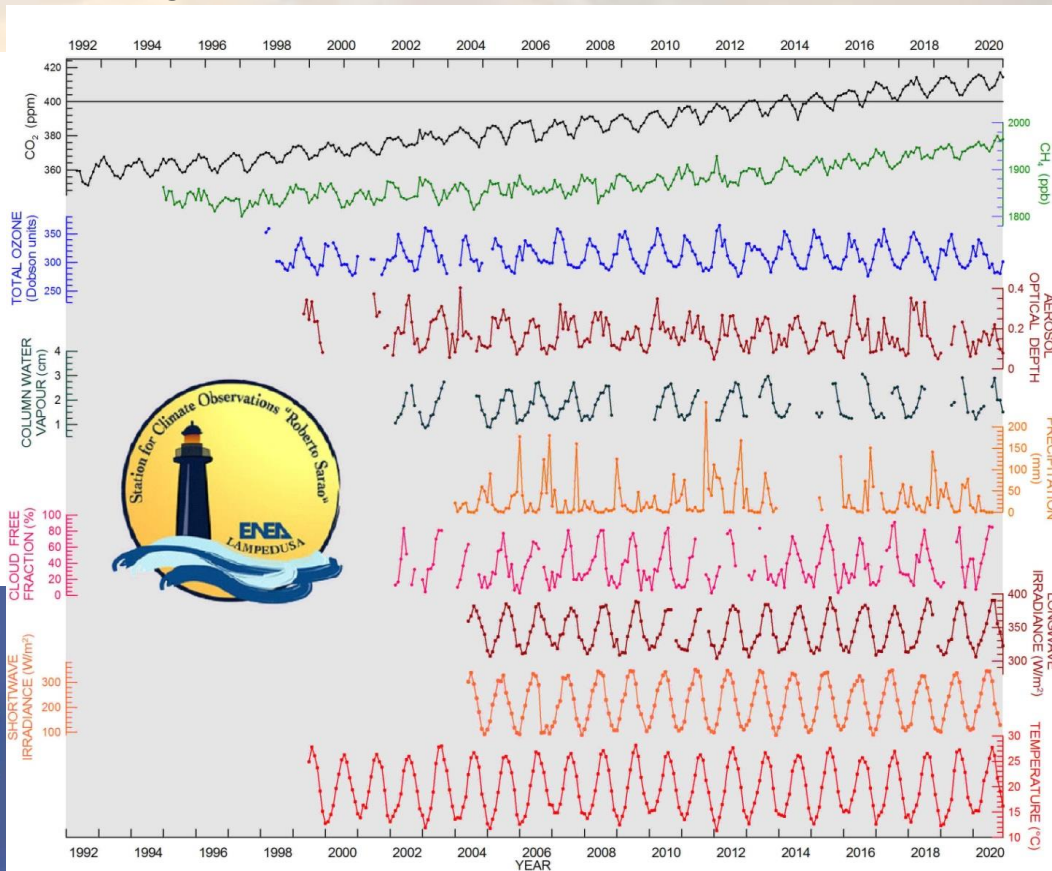 1992 1994 1996 1998 2000 2002 2004 2006 2008 2010 2012 2014 2016 2018 2020
420
400
380
360
CO₂ (ppm)
2000
1900
1800
CH₄ (ppb)
TOTAL OZONE
(Dobson units)
350
300
250
AEROSOL
OPTICAL DEPTH
0.4
0.2
0
COLUMN WATER
VAPOUR (cm)
4
3
2
1
PRECIPITATION
(mm)
200
150
100
50
0
Station for Climate Observations "Roberto Sarao"
ENEA
LAMPEDUSA
CLOUD FREE
FRACTION (%)
100
80
60
40
20
0
LONGWAVE
IRRADIANCE (W/m²)
400
350
300
SHORTWAVE
IRRADIANCE (W/m²)
300
200
100
TEMPERATURE (°C)
30
25
20
15
10
1992 1994 1996 1998 2000 2002 2004 2006 2008 2010 2012 2014 2016 2018 2020
YEAR